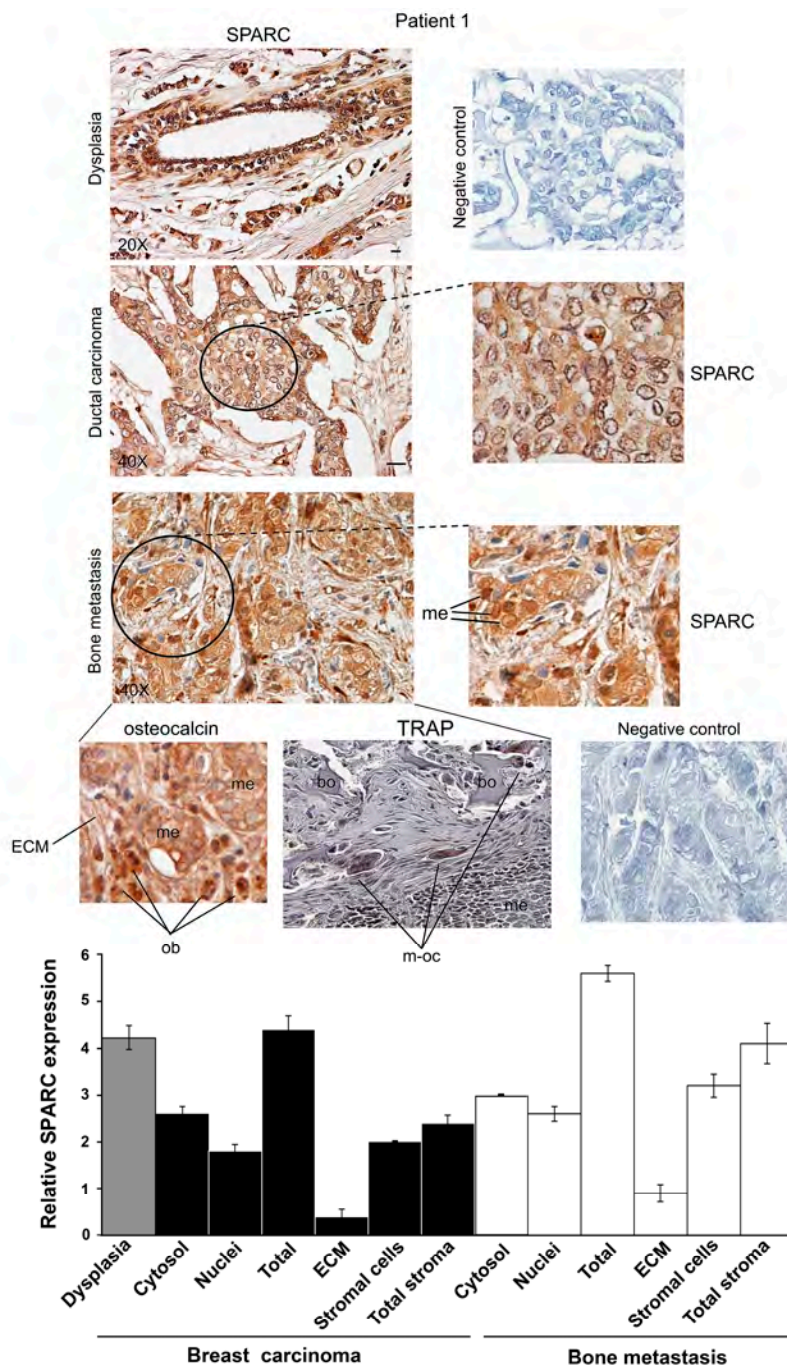 Patient 1
SPARC
Dysplasia
20X
Negative control
Ductal carcinoma
40X
SPARC
Bone metastasis
40X
me
SPARC
osteocalcin
TRAP
Negative control
me
me
ECM
ob
bo
bo
me
m-oc
Relative SPARC expression
6
5
4
3
2
1
0
Dysplasia
Cytosol
Nuclei
Total
ECM
Stromal cells
Total stroma
Cytosol
Nuclei
Total
ECM
Stromal cells
Total stroma
Breast carcinoma
Bone metastasis